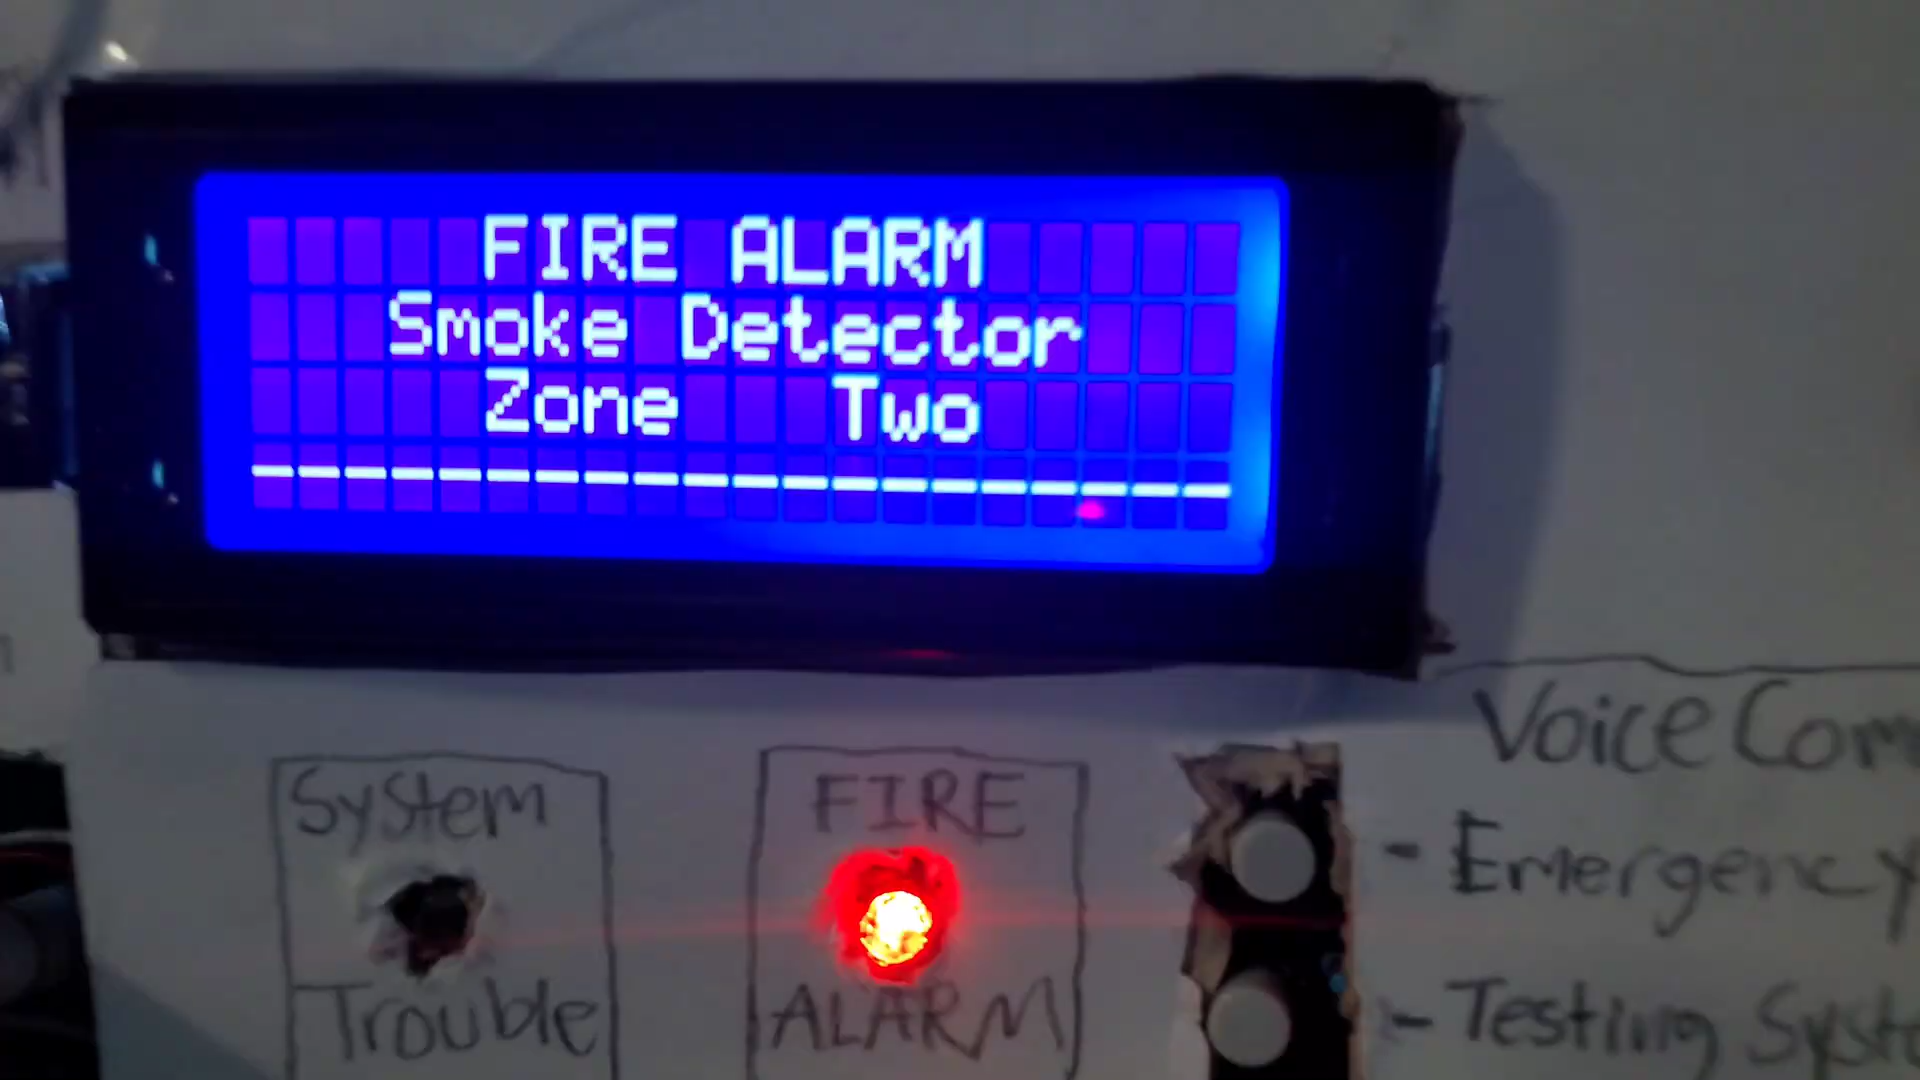 FIRE ALARM
Smoke Detector
Zone Two
System
Trouble
FIRE
ALARM
Voice
- Emergency
- Testing